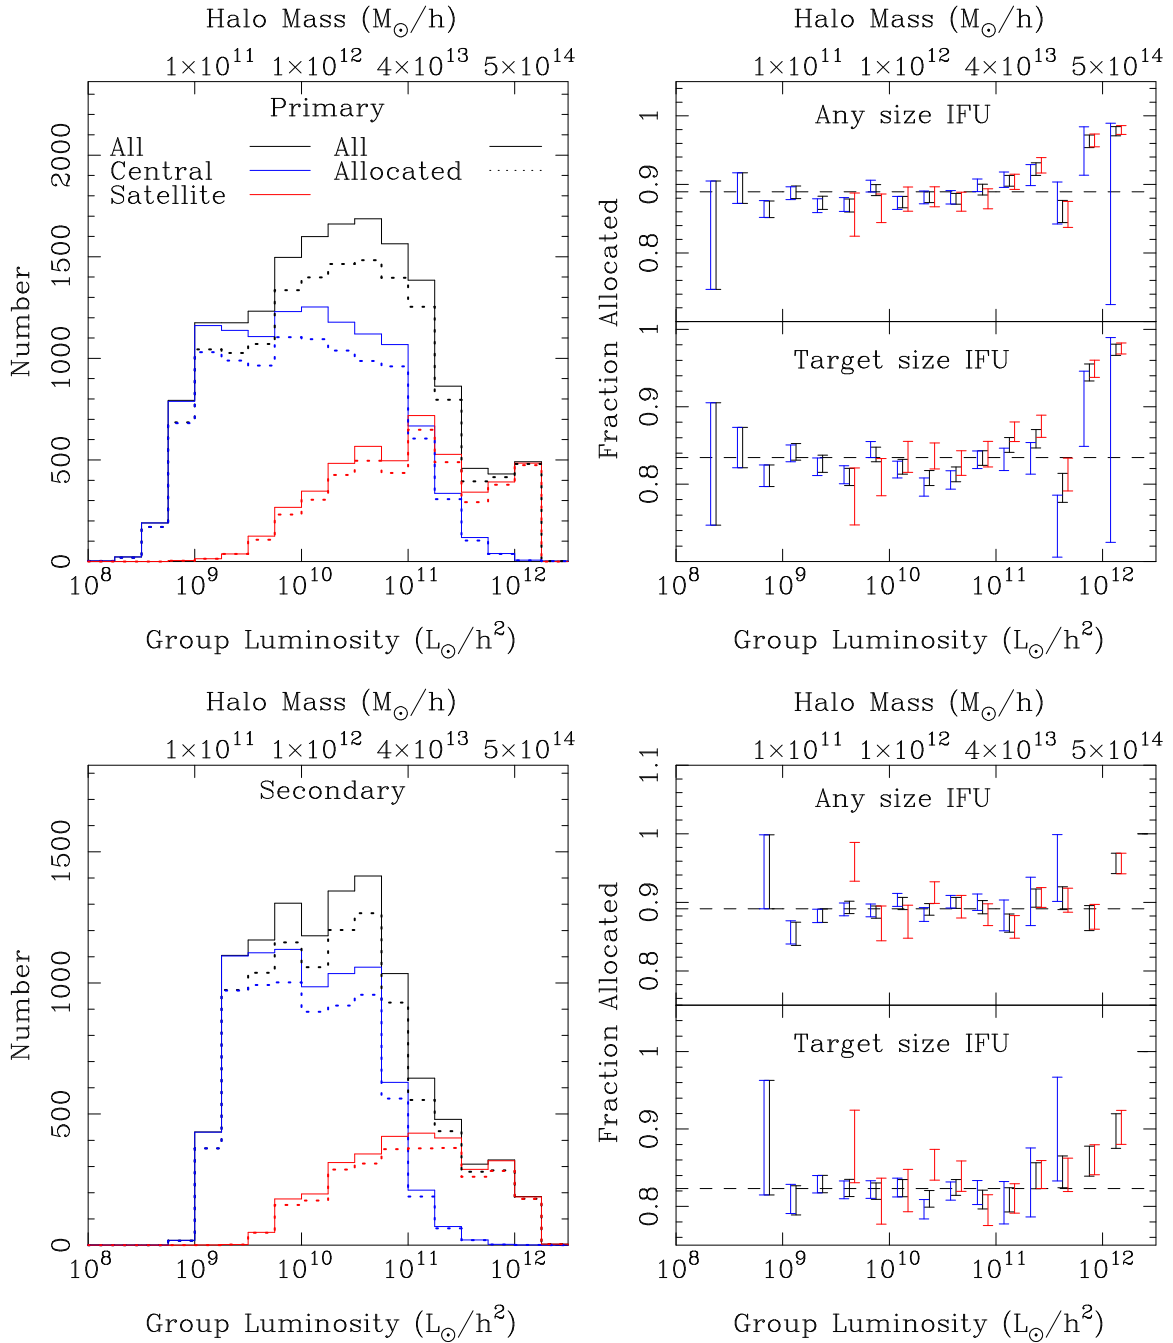 Halo Mass (M⊙/h)
1×10¹¹ 1×10¹² 4×10¹³ 5×10¹⁴
Primary
All All
Central Allocated
Satellite
Number
0 500 1000 1500 2000
10⁸ 10⁹ 10¹⁰ 10¹¹ 10¹²
Group Luminosity (L⊙/h²)
Halo Mass (M⊙/h)
1×10¹¹ 1×10¹² 4×10¹³ 5×10¹⁴
Any size IFU
0.8 0.9 1
Fraction Allocated
Target size IFU
0.8 0.9 1
10⁸ 10⁹ 10¹⁰ 10¹¹ 10¹²
Group Luminosity (L⊙/h²)
Halo Mass (M⊙/h)
1×10¹¹ 1×10¹² 4×10¹³ 5×10¹⁴
Secondary
Number
0 500 1000 1500
10⁸ 10⁹ 10¹⁰ 10¹¹ 10¹²
Group Luminosity (L⊙/h²)
Halo Mass (M⊙/h)
1×10¹¹ 1×10¹² 4×10¹³ 5×10¹⁴
Any size IFU
0.8 0.9 1 1.1
Fraction Allocated
Target size IFU
0.8 0.9 1
10⁸ 10⁹ 10¹⁰ 10¹¹ 10¹²
Group Luminosity (L⊙/h²)